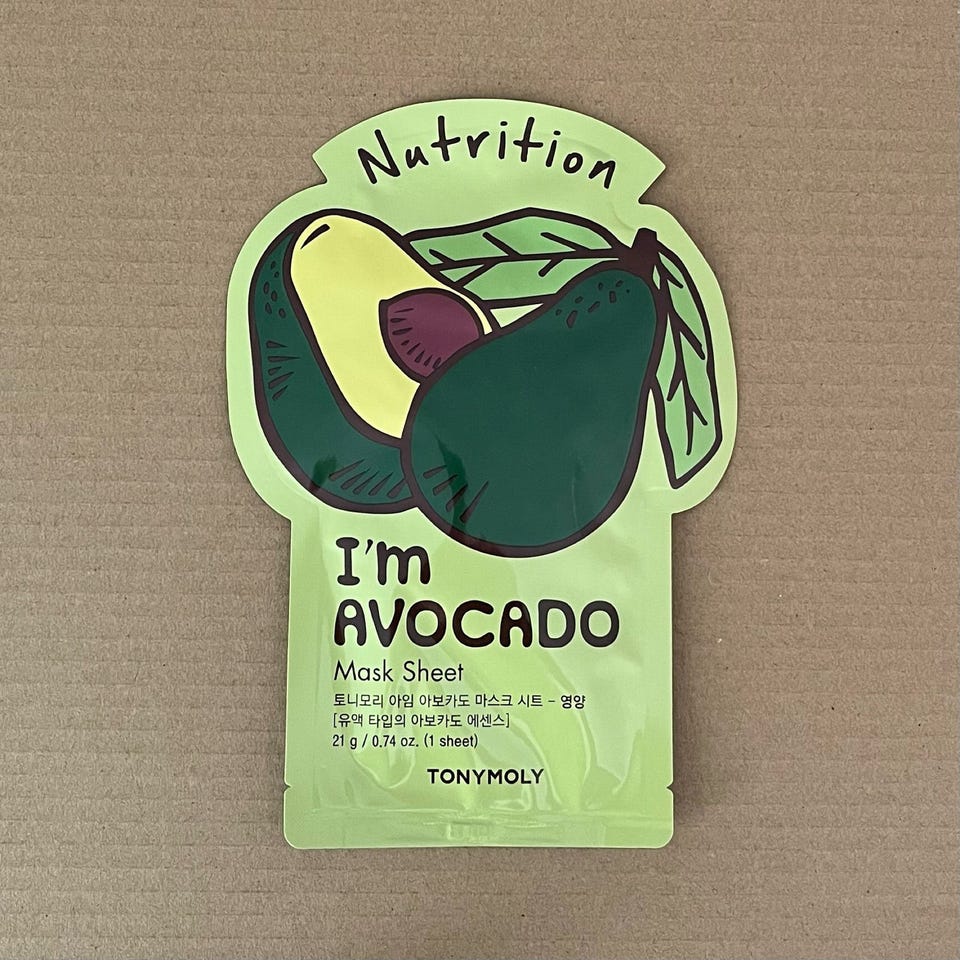 Nutrition
I'm
AVOCADO
Mask Sheet
토니모리 아임 아보카도 마스크 시트 - 영양
[유액 타입의 아보카도 에센스]
21 g / 0.74 oz. (1 sheet)
TONYMOLY